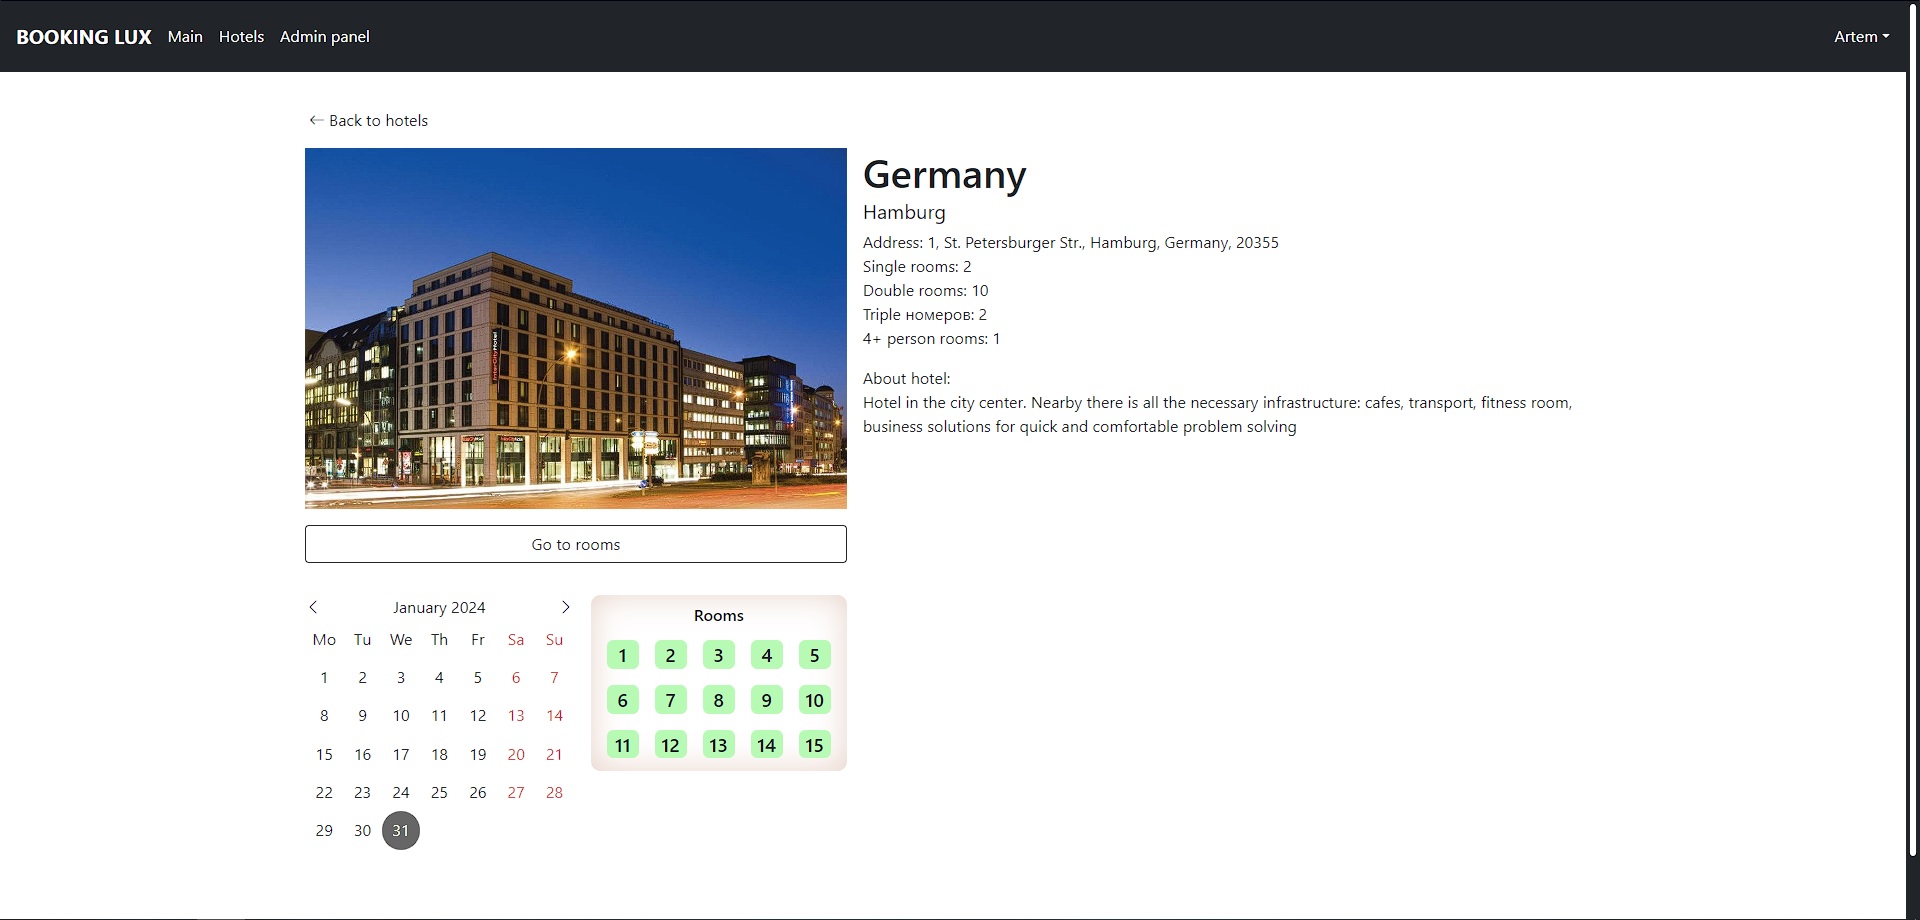 BOOKING LUX Main Hotels Admin panel Artem
← Back to hotels
Germany
Hamburg
Address: 1, St. Petersburger Str., Hamburg, Germany, 20355
Single rooms: 2
Double rooms: 10
Triple номеров: 2
4+ person rooms: 1
About hotel:
Hotel in the city center. Nearby there is all the necessary infrastructure: cafes, transport, fitness room,
business solutions for quick and comfortable problem solving
InterCityHotel
Go to rooms
January 2024
Mo Tu We Th Fr Sa Su
1 2 3 4 5 6 7
8 9 10 11 12 13 14
15 16 17 18 19 20 21
22 23 24 25 26 27 28
29 30 31
Rooms
1 2 3 4 5
6 7 8 9 10
11 12 13 14 15